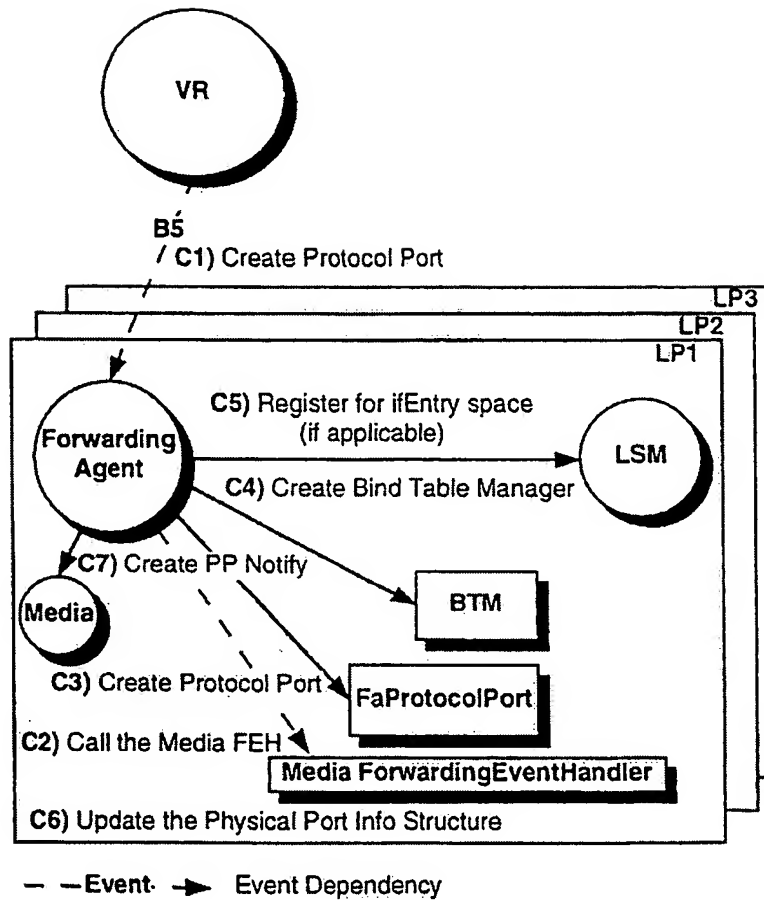 VR
B5
C1) Create Protocol Port
LP3
LP2
LP1
C5) Register for ifEntry space
(if applicable)
Forwarding
Agent
LSM
C4) Create Bind Table Manager
C7) Create PP Notify
Media
BTM
C3) Create Protocol Port
FaProtocolPort
C2) Call the Media FEH
Media ForwardingEventHandler
C6) Update the Physical Port Info Structure
Event
Event Dependency